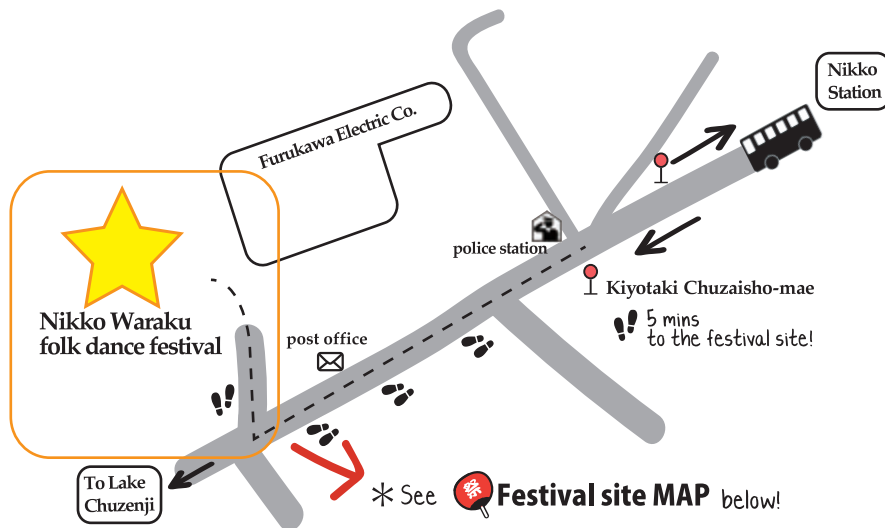 Nikko
Station
Furukawa Electric Co.
police station
Kiyotaki Chuzaisho-mae
5 mins
to the festival site!
Nikko Waraku
folk dance festival
post office
To Lake
Chuzenji
*See 祭 Festival site MAP below!